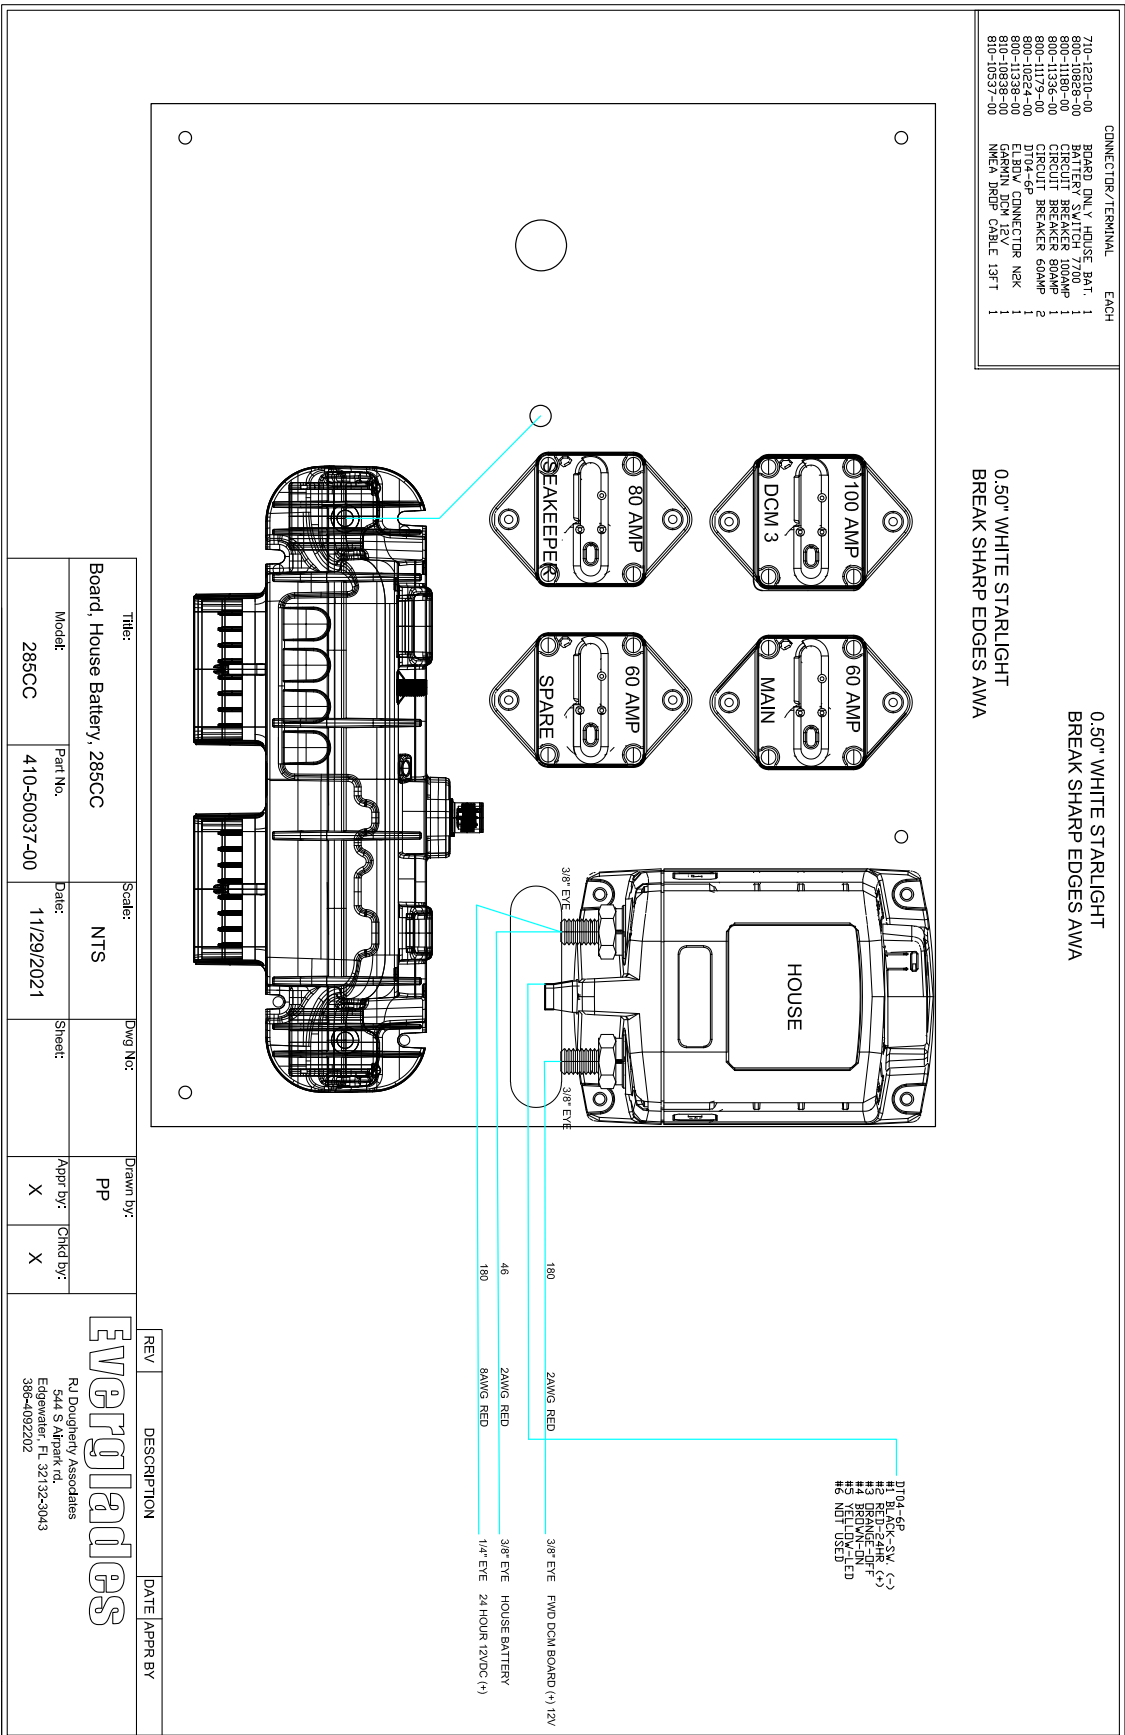 CONNECTOR/TERMINAL EACH
710-12210-00 BOARD ONLY HOUSE BAT. 1
800-10828-00 BATTERY SWITCH 7700 1
800-11180-00 CIRCUIT BREAKER 100AMP 1
800-11336-00 CIRCUIT BREAKER 80AMP 1
800-11179-00 CIRCUIT BREAKER 60AMP 2
800-10224-00 DT04-6P 1
800-11338-00 ELBOW CONNECTOR N2K 1
810-10838-00 GARMIN DCM 12V 1
810-10537-00 NMEA DROP CABLE 13FT 1
0.50" WHITE STARLIGHT
BREAK SHARP EDGES AWA
0.50" WHITE STARLIGHT
BREAK SHARP EDGES AWA
100 AMP
DCM 3
60 AMP
MAIN
80 AMP
SEAKEEPER
60 AMP
SPARE
HOUSE
3/8" EYE
3/8" EYE
DT04-6P
#1 BLACK-SW. (-)
#2 RED-24HR (+)
#3 ORANGE-OFF
#4 BROWN-ON
#5 YELLOW-LED
#6 NOT USED
180 2AWG RED 3/8" EYE FWD DCM BOARD (+) 12V
46 2AWG RED 3/8" EYE HOUSE BATTERY
180 8AWG RED 1/4" EYE 24 HOUR 12VDC (+)
REV DESCRIPTION DATE APPR BY
Title: Scale: Dwg No: Drawn by:
Board, House Battery, 285CC NTS PP
Model: Part No. Date: Sheet: Appr by: Chkd by:
285CC 410-50037-00 11/29/2021 X X
Everglades
RJ Dougherty Associates
544 S Airpark rd.
Edgewater, FL 32132-3043
386-4092202